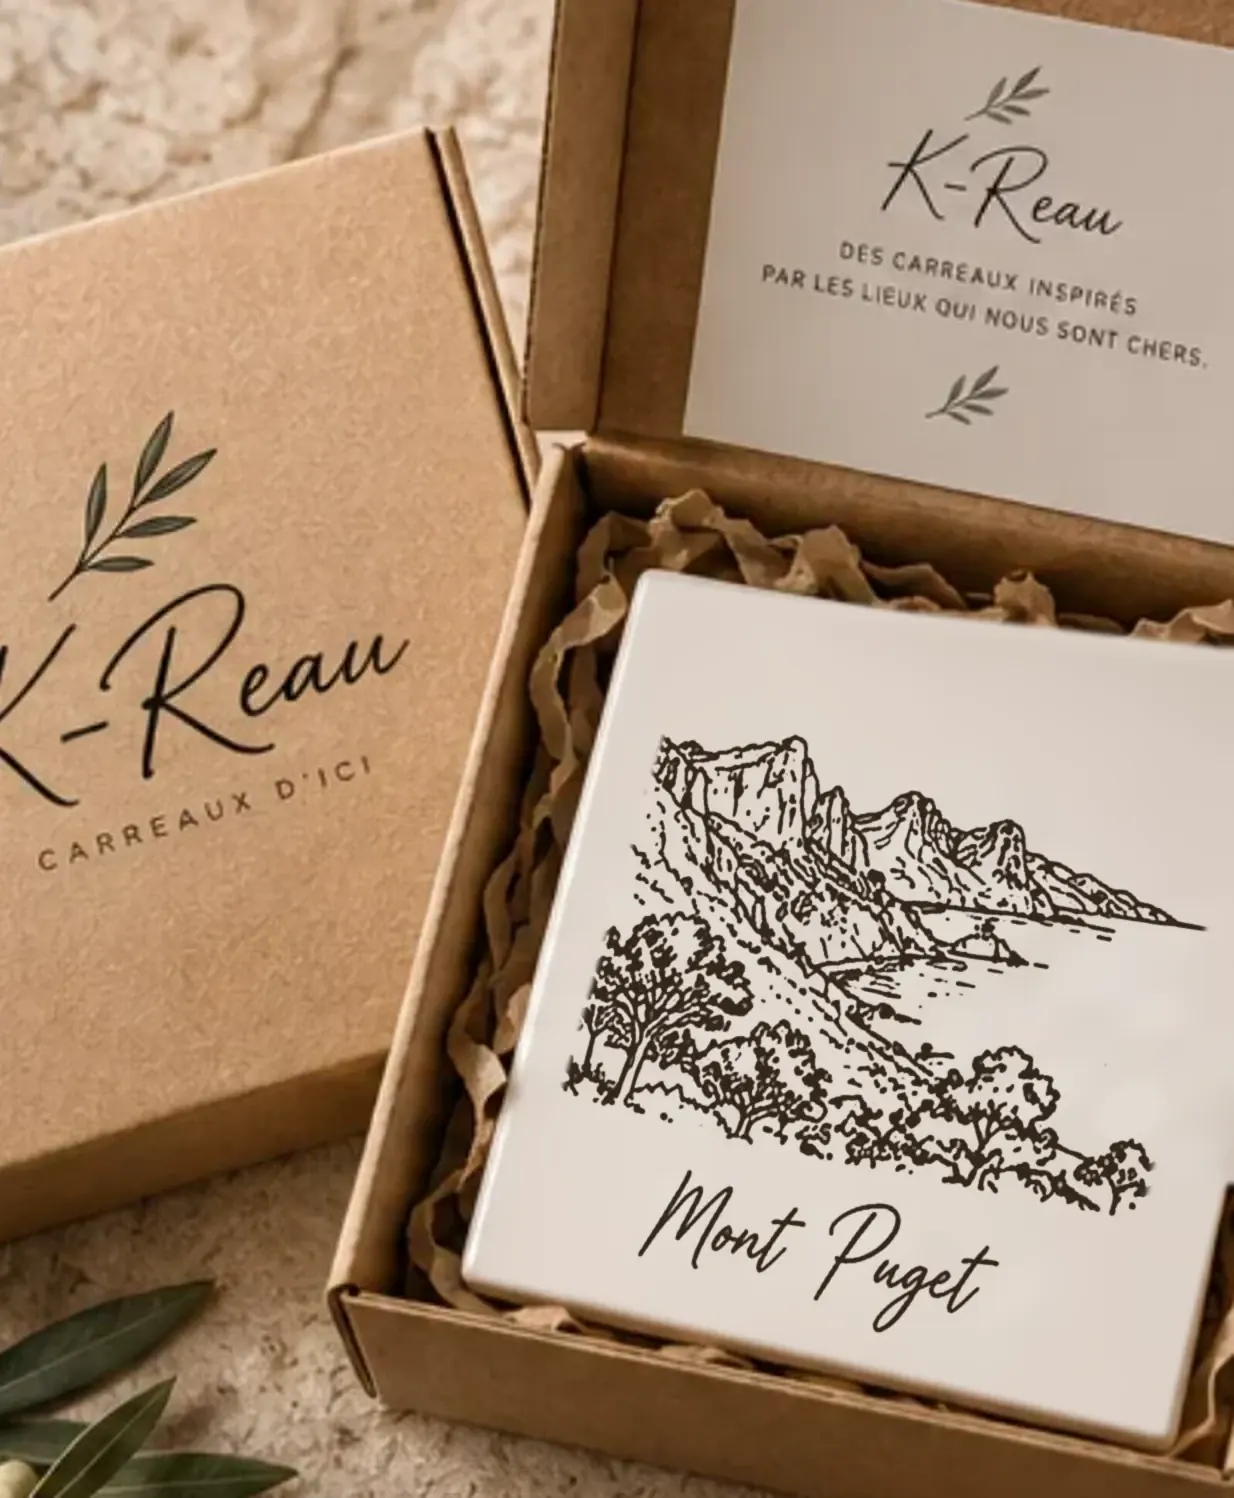 K-Reau
CARREAUX D'ICI
K-Reau
DES CARREAUX INSPIRÉS
PAR LES LIEUX QUI NOUS SONT CHERS.
Mont Puget